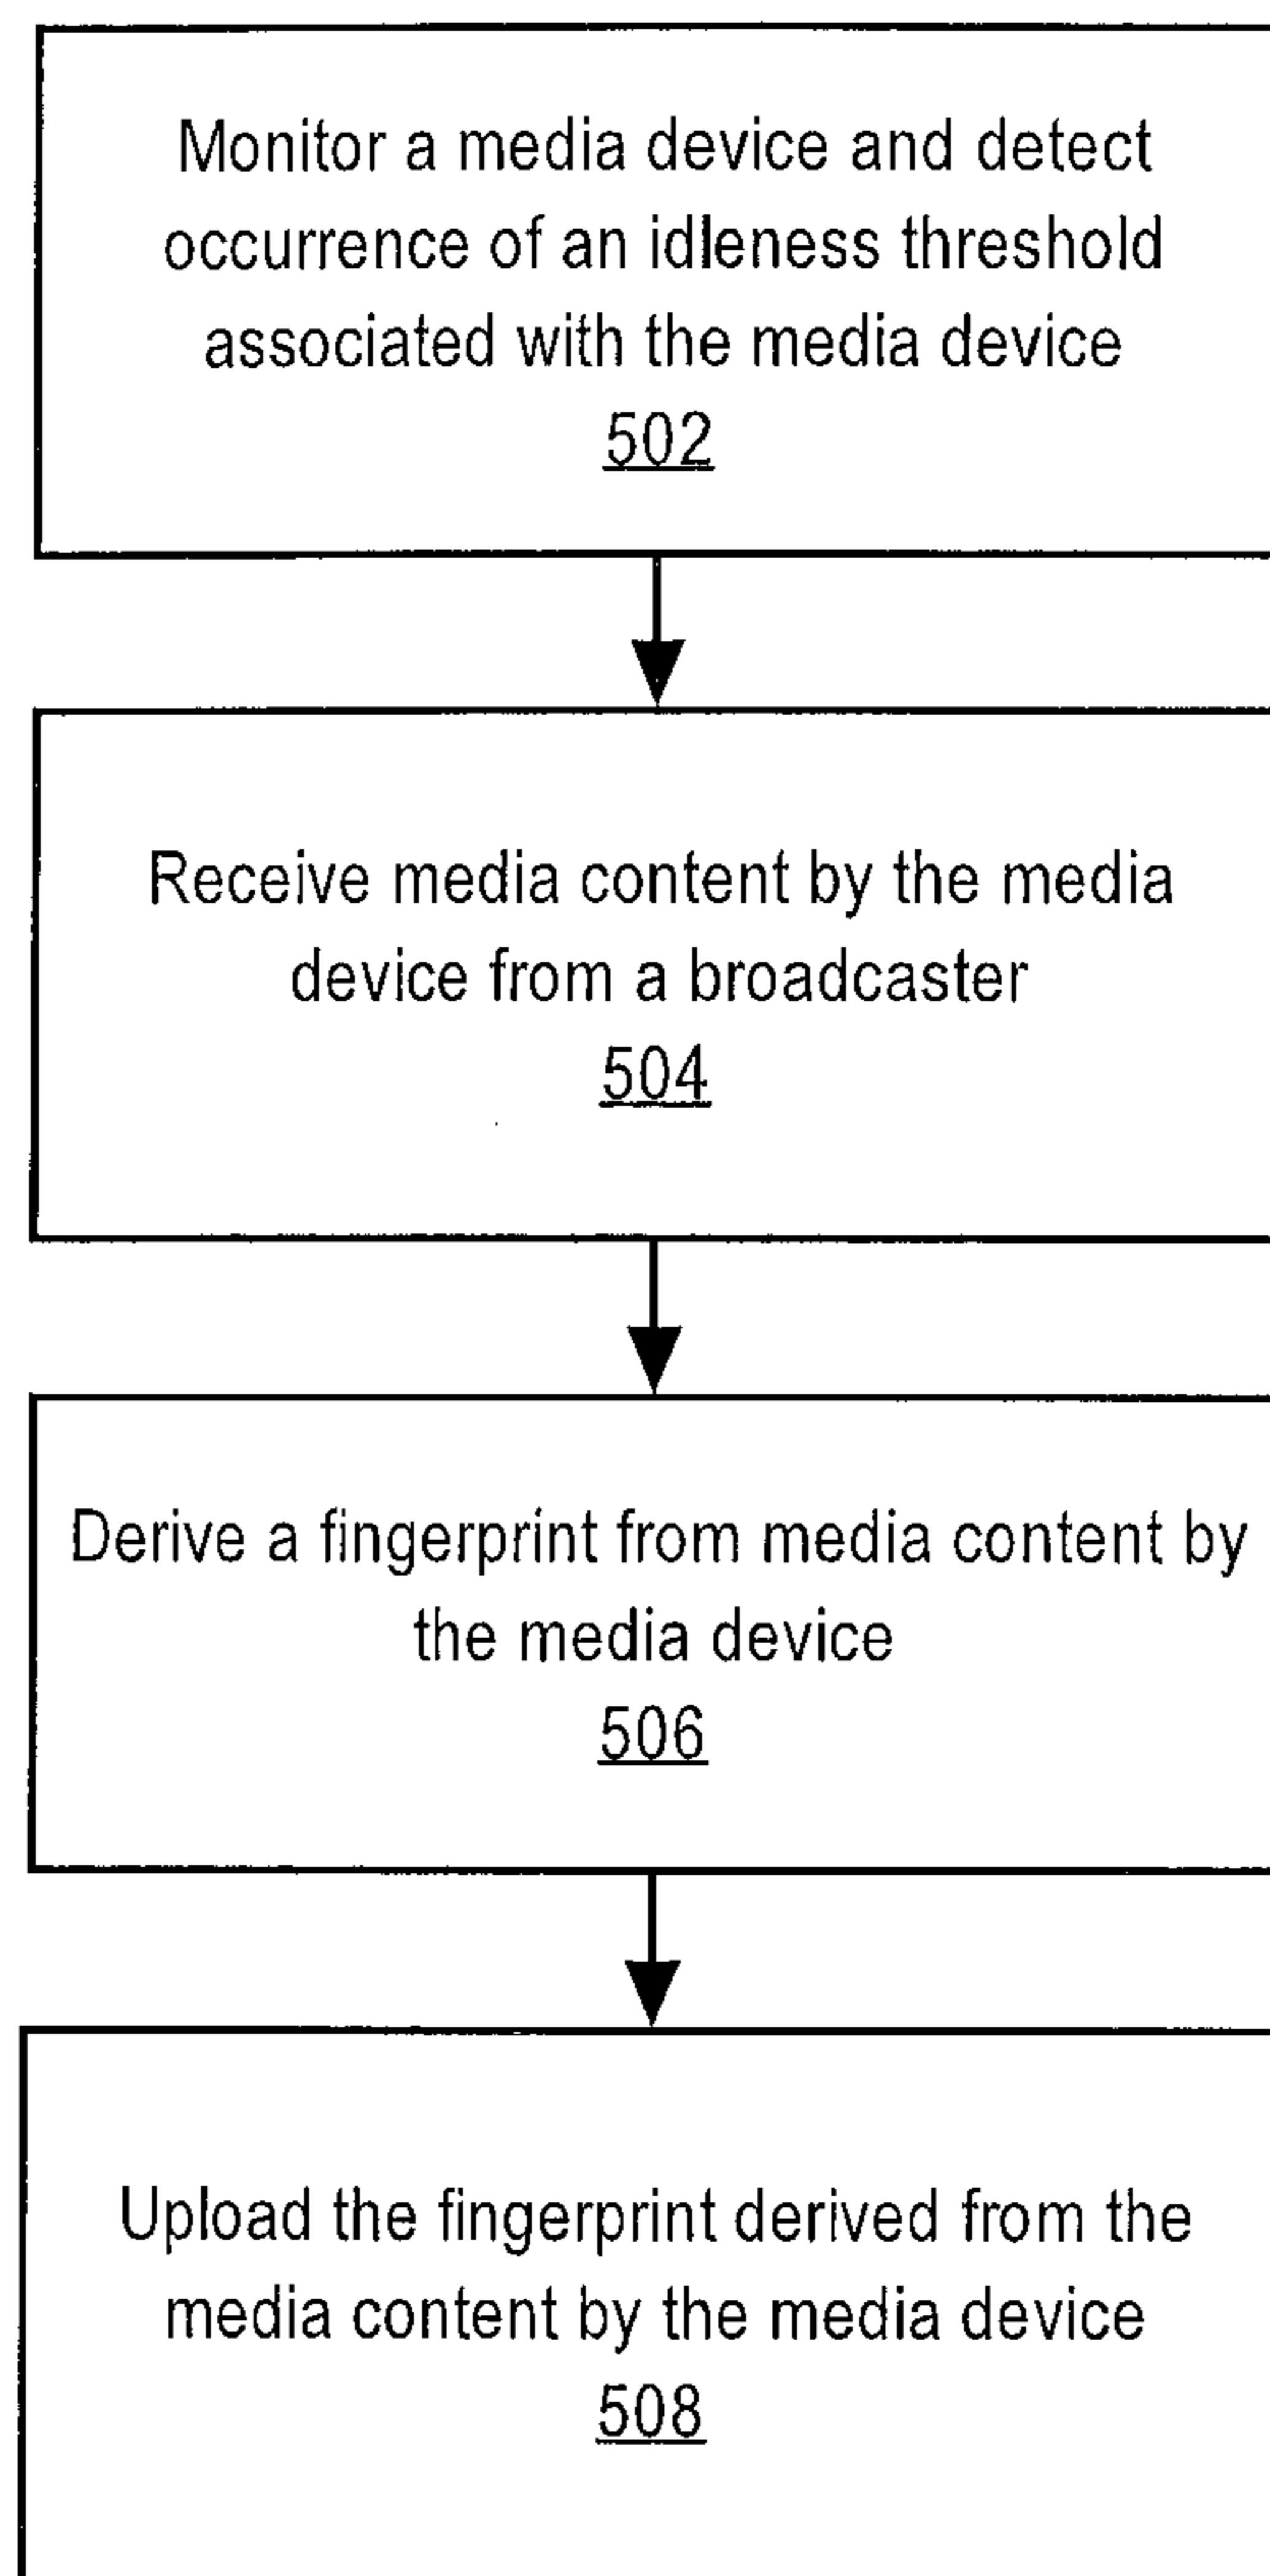 Monitor a media device and detect
occurrence of an idleness threshold
associated with the media device
502
Receive media content by the media
device from a broadcaster
504
Derive a fingerprint from media content by
the media device
506
Upload the fingerprint derived from the
media content by the media device
508